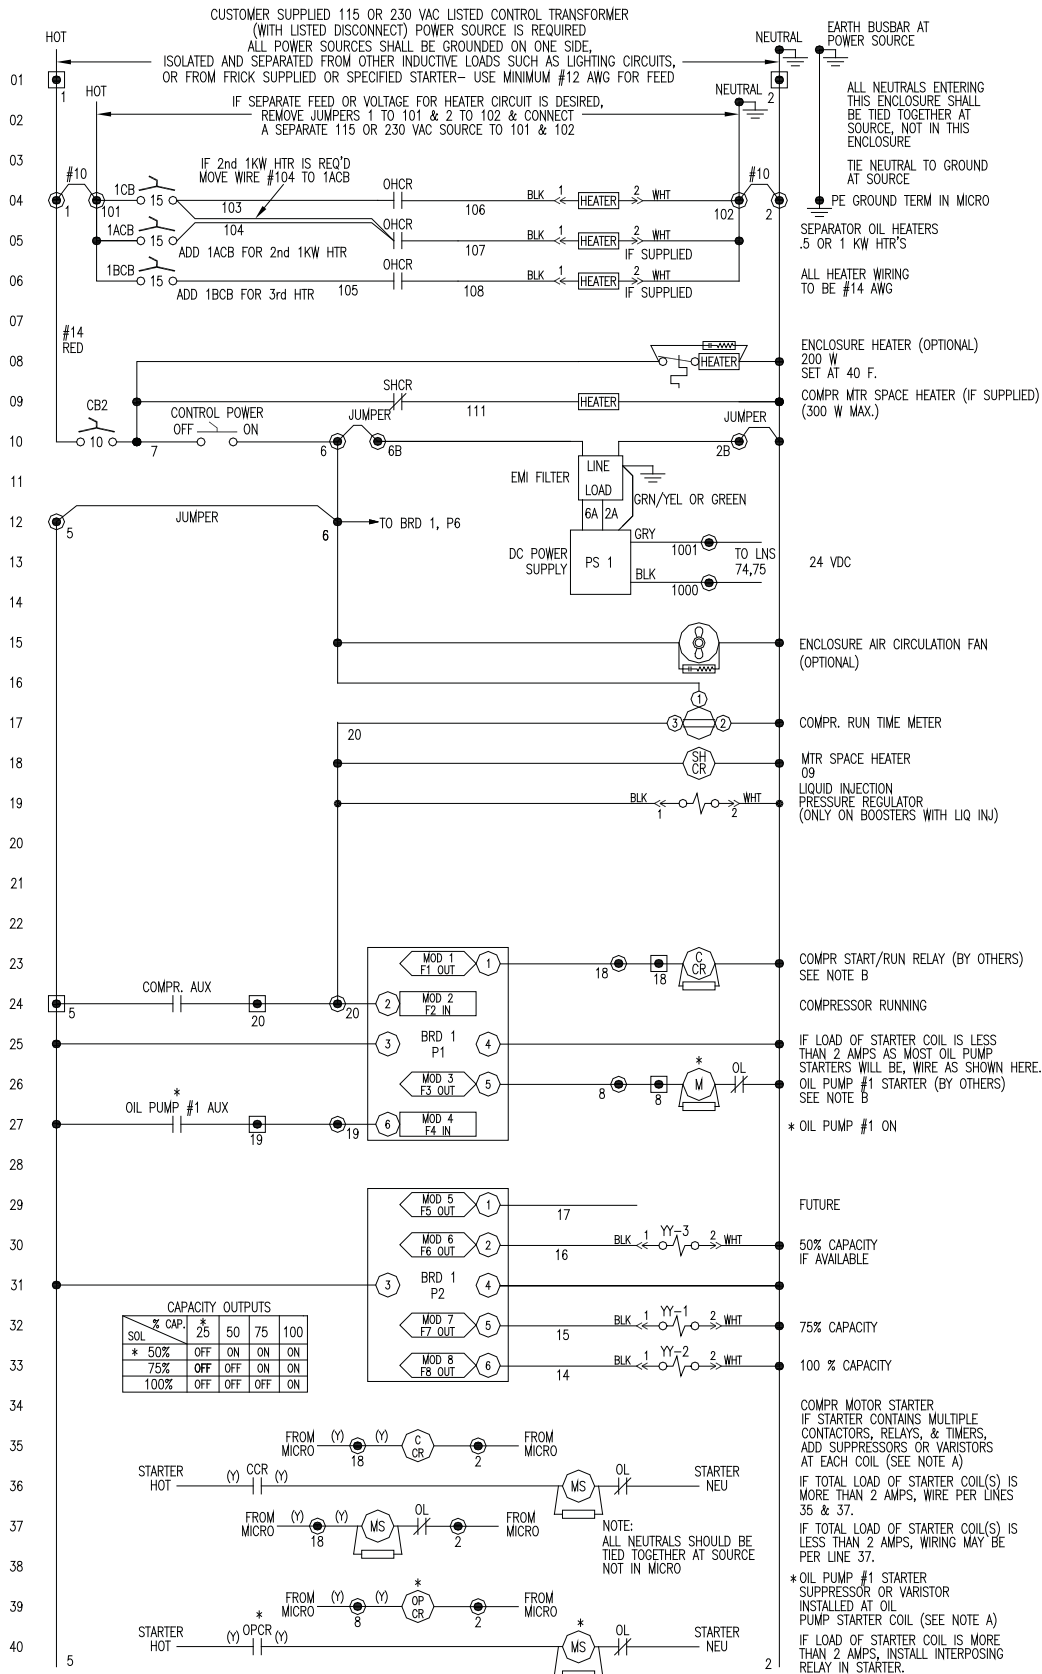 CUSTOMER SUPPLIED 115 OR 230 VAC LISTED CONTROL TRANSFORMER
(WITH LISTED DISCONNECT) POWER SOURCE IS REQUIRED
ALL POWER SOURCES SHALL BE GROUNDED ON ONE SIDE,
ISOLATED AND SEPARATED FROM OTHER INDUCTIVE LOADS SUCH AS LIGHTING CIRCUITS,
OR FROM FRICK SUPPLIED OR SPECIFIED STARTER– USE MINIMUM #12 AWG FOR FEED
HOT
NEUTRAL
EARTH BUSBAR AT
POWER SOURCE
01
1
2
HOT
NEUTRAL
IF SEPARATE FEED OR VOLTAGE FOR HEATER CIRCUIT IS DESIRED,
REMOVE JUMPERS 1 TO 101 & 2 TO 102 & CONNECT
A SEPARATE 115 OR 230 VAC SOURCE TO 101 & 102
ALL NEUTRALS ENTERING
THIS ENCLOSURE SHALL
BE TIED TOGETHER AT
SOURCE, NOT IN THIS
ENCLOSURE
02
03
IF 2nd 1KW HTR IS REQ'D
MOVE WIRE #104 TO 1ACB
TIE NEUTRAL TO GROUND
AT SOURCE
#10
#10
04
1
101
1CB
15
103
OHCR
106
BLK 1
HEATER
2 WHT
102
2
PE GROUND TERM IN MICRO
05
1ACB
15
104
ADD 1ACB FOR 2nd 1KW HTR
OHCR
107
BLK 1
HEATER
2 WHT
IF SUPPLIED
SEPARATOR OIL HEATERS
.5 OR 1 KW HTR'S
06
1BCB
15
ADD 1BCB FOR 3rd HTR
105
OHCR
108
BLK 1
HEATER
2 WHT
IF SUPPLIED
ALL HEATER WIRING
TO BE #14 AWG
07
#14
RED
08
HEATER
ENCLOSURE HEATER (OPTIONAL)
200 W
SET AT 40 F.
09
SHCR
111
HEATER
COMPR MTR SPACE HEATER (IF SUPPLIED)
(300 W MAX.)
10
CB2
10
7
CONTROL POWER
OFF
ON
6
JUMPER
6B
2B
JUMPER
11
EMI FILTER
LINE
LOAD
GRN/YEL OR GREEN
6A
2A
12
5
JUMPER
6
TO BRD 1, P6
13
DC POWER
SUPPLY
PS 1
GRY
1001
BLK
1000
TO LNS
74,75
24 VDC
14
15
ENCLOSURE AIR CIRCULATION FAN
(OPTIONAL)
16
1
17
20
3
2
COMPR. RUN TIME METER
18
SH
CR
MTR SPACE HEATER
09
19
BLK
1
2
WHT
LIQUID INJECTION
PRESSURE REGULATOR
(ONLY ON BOOSTERS WITH LIQ INJ)
20
21
22
23
MOD 1
F1 OUT
1
18
18
C
CR
COMPR START/RUN RELAY (BY OTHERS)
SEE NOTE B
24
5
COMPR. AUX
20
20
2
MOD 2
F2 IN
COMPRESSOR RUNNING
25
3
BRD 1
P1
4
IF LOAD OF STARTER COIL IS LESS
THAN 2 AMPS AS MOST OIL PUMP
STARTERS WILL BE, WIRE AS SHOWN HERE.
26
MOD 3
F3 OUT
5
8
8
*
M
OL
OIL PUMP #1 STARTER (BY OTHERS)
SEE NOTE B
27
*
OIL PUMP #1 AUX
19
19
6
MOD 4
F4 IN
* OIL PUMP #1 ON
28
29
MOD 5
F5 OUT
1
17
FUTURE
30
MOD 6
F6 OUT
2
16
BLK 1
YY–3
2 WHT
50% CAPACITY
IF AVAILABLE
31
3
BRD 1
P2
4
CAPACITY OUTPUTS
SOL % CAP. * 25 50 75 100
* 50% OFF ON ON ON
75% OFF OFF ON ON
100% OFF OFF OFF ON
32
MOD 7
F7 OUT
5
15
BLK 1
YY–1
2 WHT
75% CAPACITY
33
MOD 8
F8 OUT
6
14
BLK 1
YY–2
2 WHT
100 % CAPACITY
34
COMPR MOTOR STARTER
IF STARTER CONTAINS MULTIPLE
CONTACTORS, RELAYS, & TIMERS,
ADD SUPPRESSORS OR VARISTORS
AT EACH COIL (SEE NOTE A)
35
FROM
MICRO
(Y)
18
(Y)
C
CR
2
FROM
MICRO
36
STARTER
HOT
(Y)
CCR
(Y)
MS
OL
STARTER
NEU
IF TOTAL LOAD OF STARTER COIL(S) IS
MORE THAN 2 AMPS, WIRE PER LINES
35 & 37.
37
FROM
MICRO
(Y)
18
(Y)
MS
OL
2
FROM
MICRO
NOTE:
ALL NEUTRALS SHOULD BE
TIED TOGETHER AT SOURCE
NOT IN MICRO
IF TOTAL LOAD OF STARTER COIL(S) IS
LESS THAN 2 AMPS, WIRING MAY BE
PER LINE 37.
38
* OIL PUMP #1 STARTER
SUPPRESSOR OR VARISTOR
INSTALLED AT OIL
PUMP STARTER COIL (SEE NOTE A)
39
FROM
MICRO
(Y)
8
(Y)
*
OP
CR
2
FROM
MICRO
40
STARTER
HOT
(Y)
*
OPCR
(Y)
*
MS
OL
STARTER
NEU
IF LOAD OF STARTER COIL IS MORE
THAN 2 AMPS, INSTALL INTERPOSING
RELAY IN STARTER.
5
2